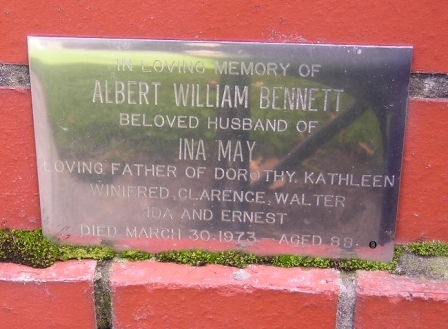 IN LOVING MEMORY OF
ALBERT WILLIAM BENNETT
BELOVED HUSBAND OF
INA MAY
LOVING FATHER OF DOROTHY, KATHLEEN
WINIFRED, CLARENCE, WALTER
IDA AND ERNEST
DIED MARCH 30.1973 AGED 88.